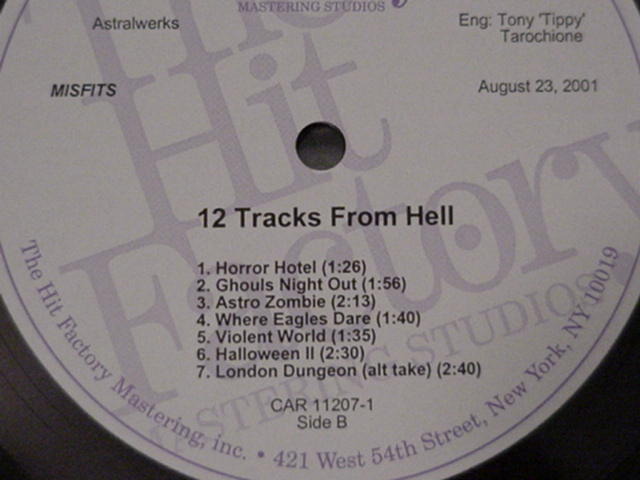 MASTERING STUDIOS
Astralwerks
Eng: Tony 'Tippy'
Tarochione
MISFITS
August 23, 2001
The
Hit
Factory
MASTERING STUDIOS
12 Tracks From Hell
1. Horror Hotel (1:26)
2. Ghouls Night Out (1:56)
3. Astro Zombie (2:13)
4. Where Eagles Dare (1:40)
5. Violent World (1:35)
6. Halloween II (2:30)
7. London Dungeon (alt take) (2:40)
CAR 11207-1
Side B
The Hit Factory Mastering, inc. • 421 West 54th Street, New York, NY 10019